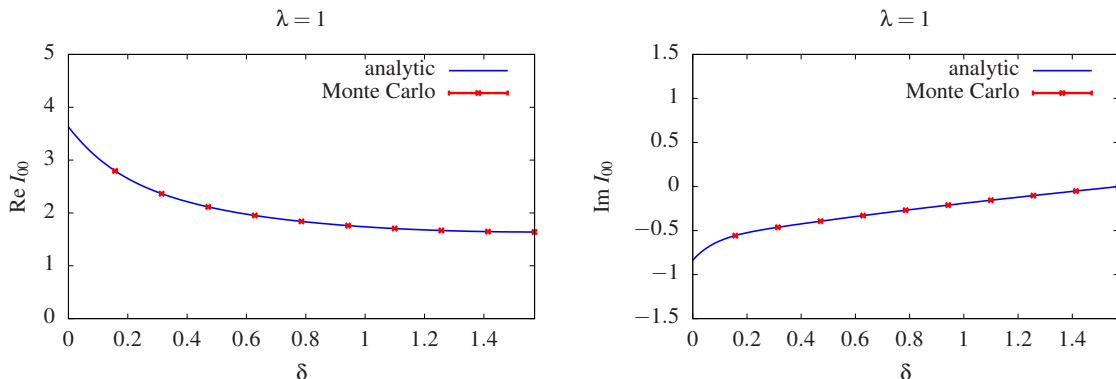 λ = 1
5
4
3
2
1
0
Re I₀₀
analytic
Monte Carlo
0 0.2 0.4 0.6 0.8 1 1.2 1.4
δ
λ = 1
1.5
1
0.5
0
−0.5
−1
−1.5
Im I₀₀
analytic
Monte Carlo
0 0.2 0.4 0.6 0.8 1 1.2 1.4
δ